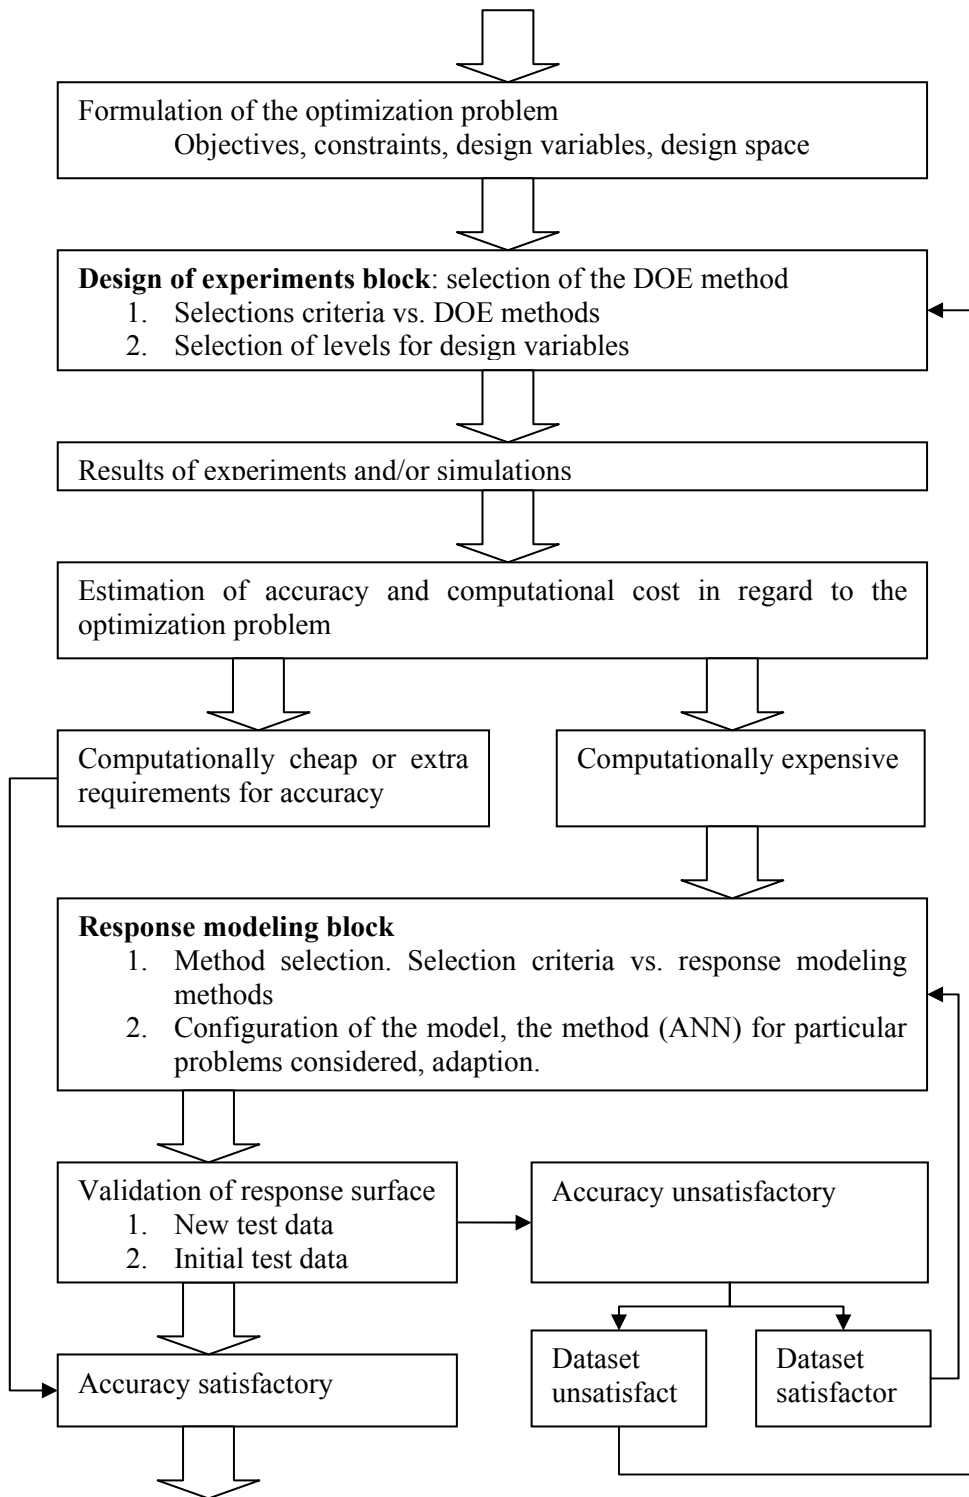 Formulation of the optimization problem
Objectives, constraints, design variables, design space
Design of experiments block: selection of the DOE method
1. Selections criteria vs. DOE methods
2. Selection of levels for design variables
Results of experiments and/or simulations
Estimation of accuracy and computational cost in regard to the
optimization problem
Computationally cheap or extra
requirements for accuracy
Computationally expensive
Response modeling block
1. Method selection. Selection criteria vs. response modeling
methods
2. Configuration of the model, the method (ANN) for particular
problems considered, adaption.
Validation of response surface
1. New test data
2. Initial test data
Accuracy unsatisfactory
Accuracy satisfactory
Dataset
unsatisfact
Dataset
satisfactor